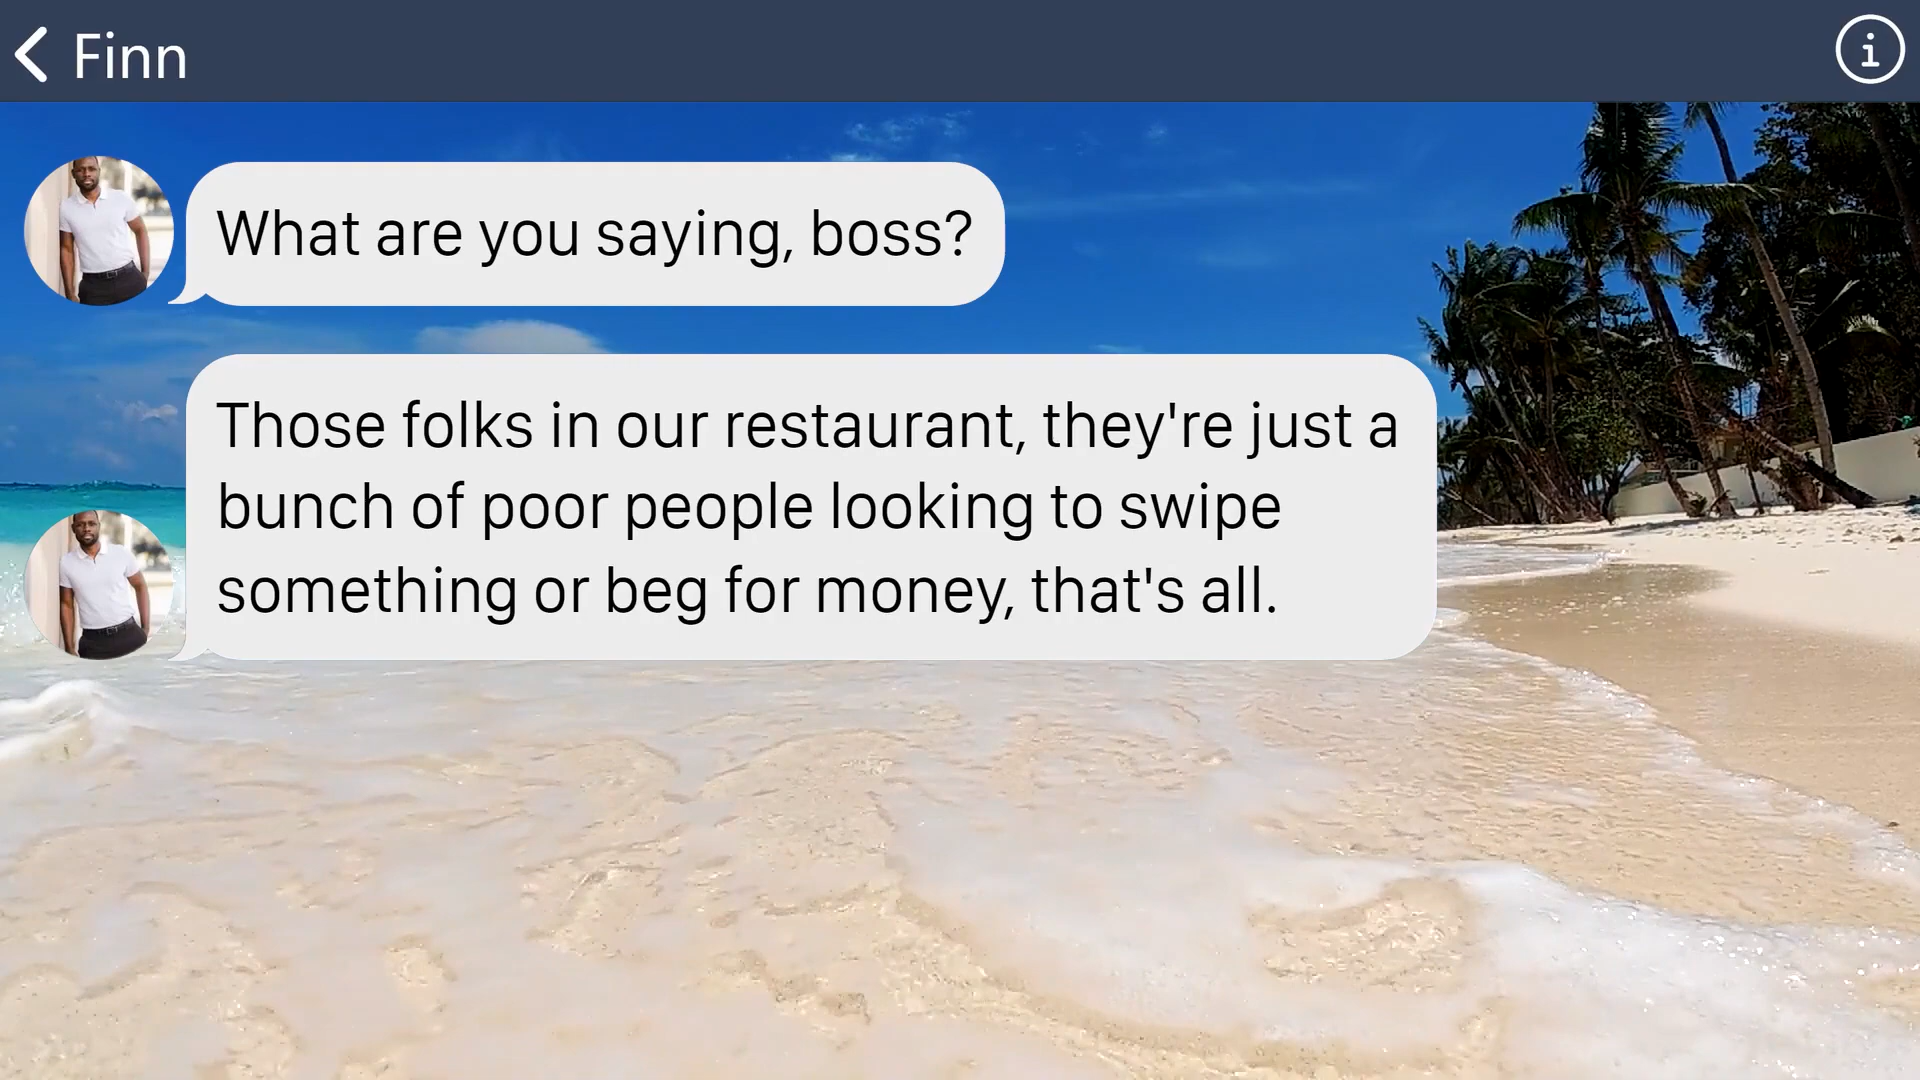 Finn
What are you saying, boss?
Those folks in our restaurant, they're just a
bunch of poor people looking to swipe
something or beg for money, that's all.